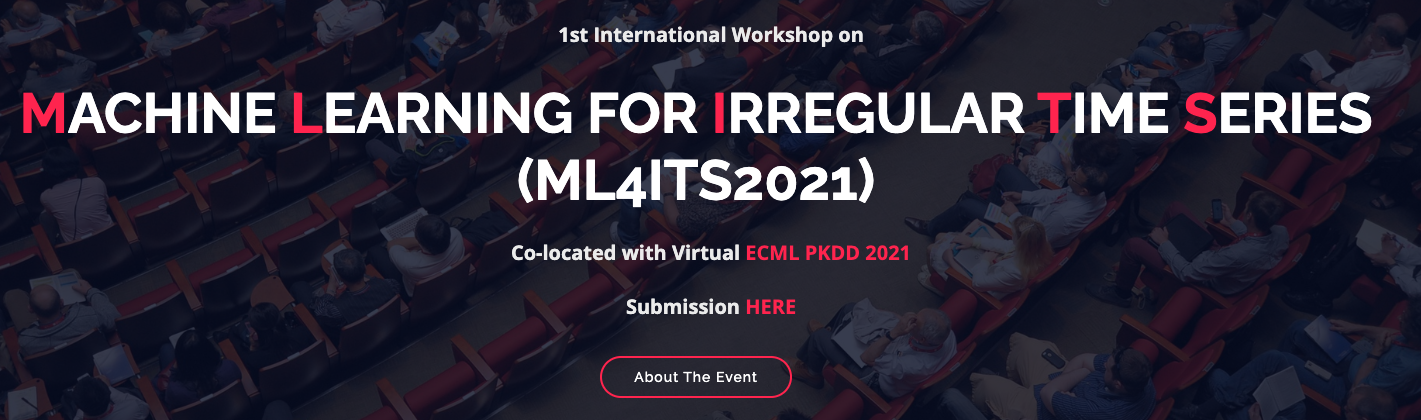 1st International Workshop on
MACHINE LEARNING FOR IRREGULAR TIME SERIES
(ML4ITS2021)
Co-located with Virtual ECML PKDD 2021
Submission HERE
About The Event